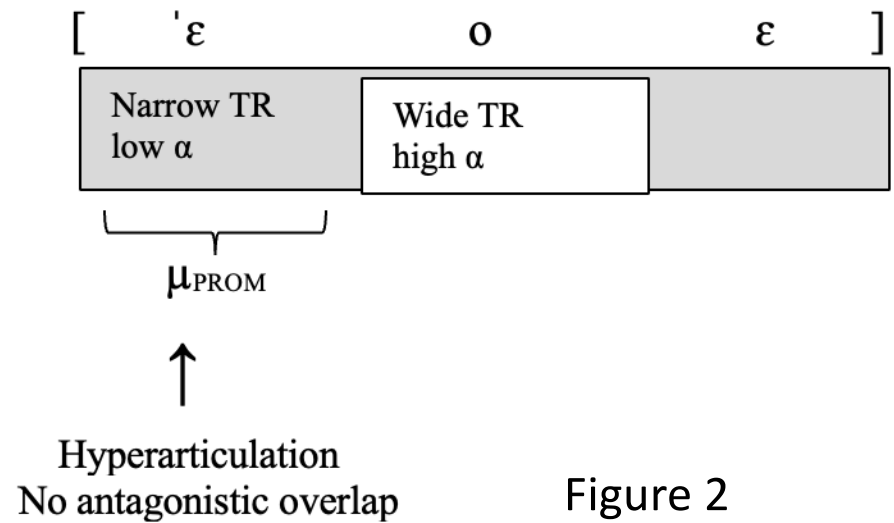 [ ˈɛ o ɛ ]
Narrow TR
low α
Wide TR
high α
μPROM
↑
Hyperarticulation
No antagonistic overlap
Figure 2